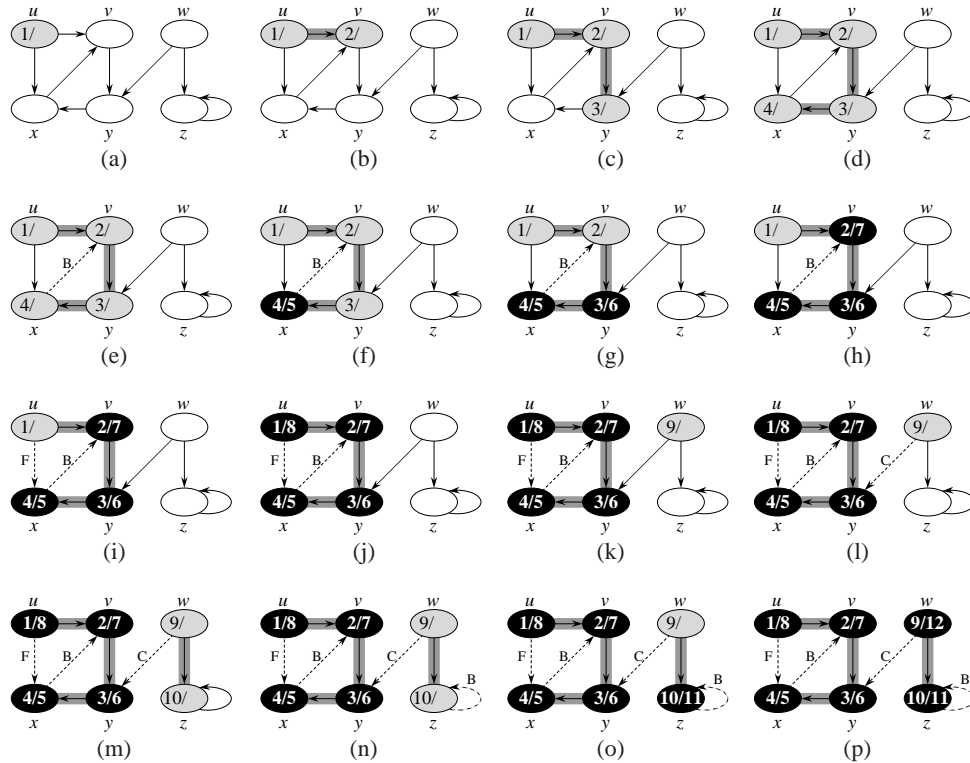 u v w u v w u v w u v w
1/ 1/ 2/ 1/ 2/ 1/ 2/
3/ 4/ 3/
x y z x y z x y z x y z
(a) (b) (c) (d)
u v w u v w u v w u v w
1/ 2/ 1/ 2/ 1/ 2/ 1/ 2/7
B B B B
4/ 3/ 4/5 3/ 4/5 3/6 4/5 3/6
x y z x y z x y z x y z
(e) (f) (g) (h)
u v w u v w u v w u v w
1/ 2/7 1/8 2/7 1/8 2/7 9/ 1/8 2/7 9/
F B F B F B F B C
4/5 3/6 4/5 3/6 4/5 3/6 4/5 3/6
x y z x y z x y z x y z
(i) (j) (k) (l)
u v w u v w u v w u v w
1/8 2/7 9/ 1/8 2/7 9/ 1/8 2/7 9/ 1/8 2/7 9/12
F B C F B C B F B C B F B C B
4/5 3/6 10/ 4/5 3/6 10/ 4/5 3/6 10/11 4/5 3/6 10/11
x y z x y z x y z x y z
(m) (n) (o) (p)